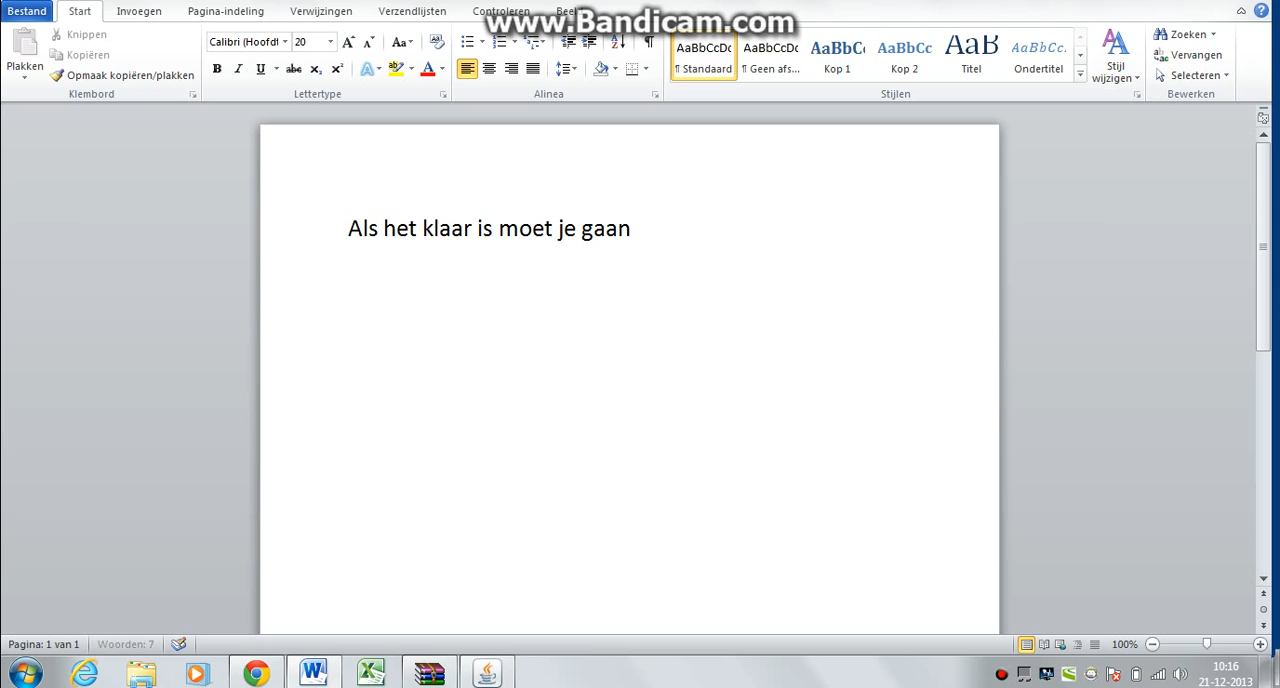 www.Bandicam.com
Bestand Start Invoegen Pagina-indeling Verwijzingen Verzendlijsten Controleren
Plakken
Knippen
Kopiëren
Opmaak kopiëren/plakken
Klembord
Calibri (Hoofdt 20
Lettertype
Alinea
AaBbCcDc AaBbCcDc AaBbC AaBbCc AaB AaBbCc.
¶ Standaard ¶ Geen afs... Kop 1 Kop 2 Titel Ondertitel
Stijlen
Stijl
wijzigen
Zoeken
Vervangen
Selecteren
Bewerken
Als het klaar is moet je gaan
Pagina: 1 van 1 Woorden: 7 100%
10:16
21-12-2013